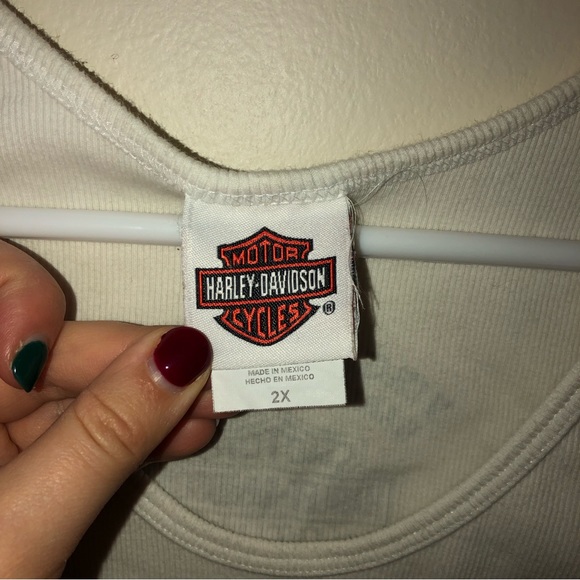 MOTOR
HARLEY-DAVIDSON
CYCLES
®
MADE IN MEXICO
HECHO EN MEXICO
2X